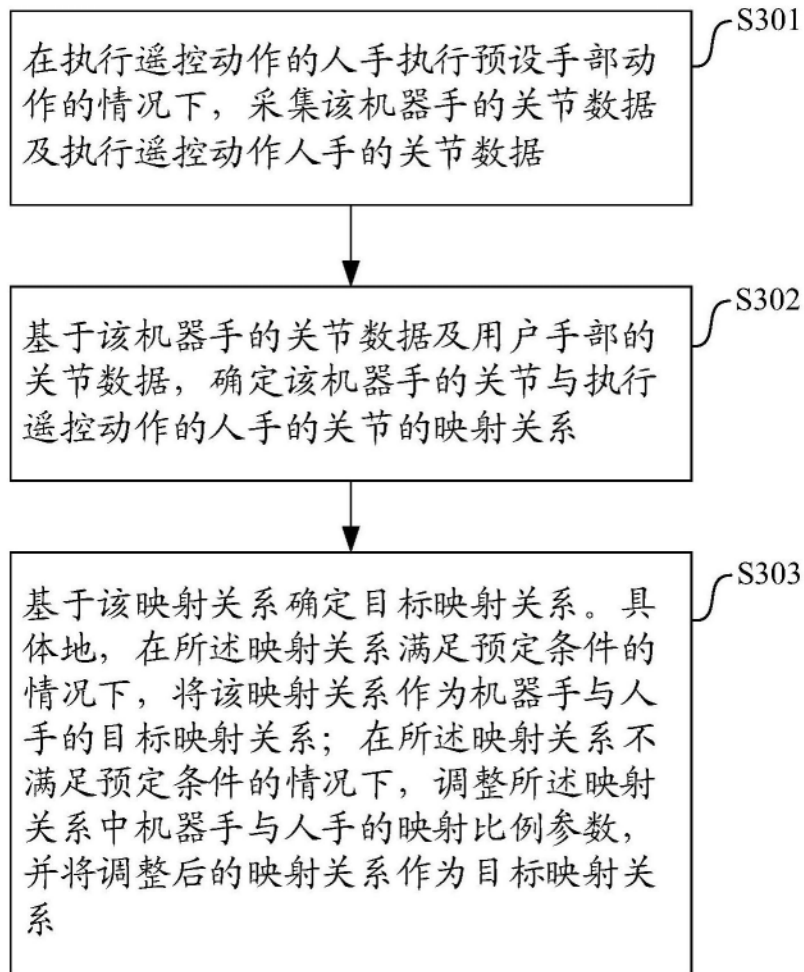 S301
在执行遥控动作的人手执行预设手部动
作的情况下，采集该机器手的关节数据
及执行遥控动作人手的关节数据
S302
基于该机器手的关节数据及用户手部的
关节数据，确定该机器手的关节与执行
遥控动作的人手的关节的映射关系
S303
基于该映射关系确定目标映射关系。具
体地，在所述映射关系满足预定条件的
情况下，将该映射关系作为机器手与人
手的目标映射关系；在所述映射关系不
满足预定条件的情况下，调整所述映射
关系中机器手与人手的映射比例参数，
并将调整后的映射关系作为目标映射关
系